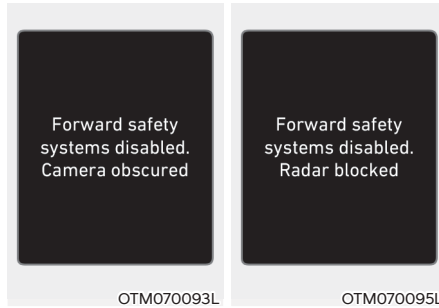 Forward safety
systems disabled.
Camera obscured
OTM070093L
Forward safety
systems disabled.
Radar blocked
OTM070095L